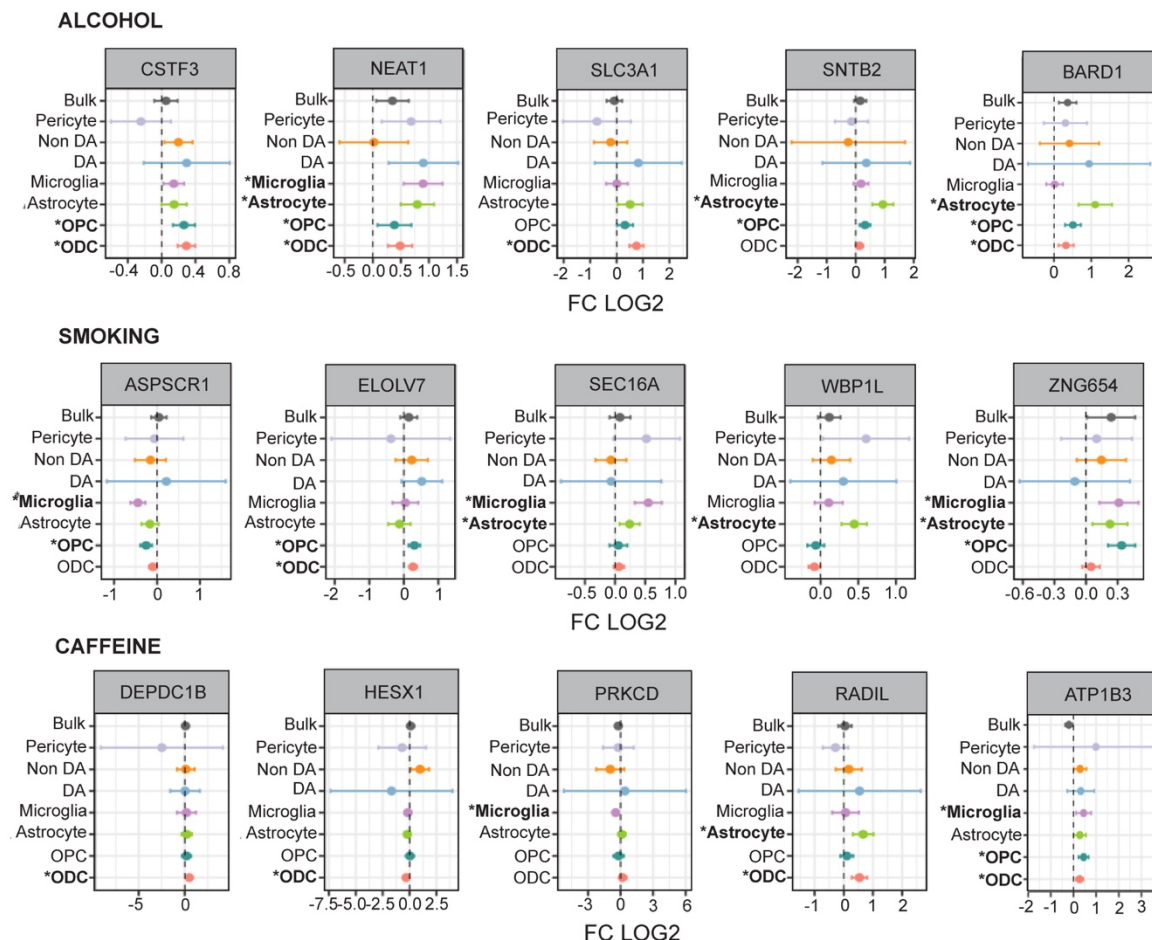 ALCOHOL
CSTF3 NEAT1 SLC3A1 SNTB2 BARD1
Bulk Bulk Bulk Bulk Bulk
Pericyte Pericyte Pericyte Pericyte Pericyte
Non DA Non DA Non DA Non DA Non DA
DA DA DA DA DA
Microglia *Microglia Microglia Microglia Microglia
Astrocyte *Astrocyte Astrocyte *Astrocyte *Astrocyte
*OPC *OPC OPC *OPC *OPC
*ODC *ODC *ODC ODC *ODC
-0.4 0 0.4 0.8 -0.5 0.0 0.5 1.0 1.5 -2 -1 0 1 2 -2 -1 0 1 2 0 1 2
FC LOG2
SMOKING
ASPSCR1 ELOLV7 SEC16A WBP1L ZNG654
Bulk Bulk Bulk Bulk Bulk
Pericyte Pericyte Pericyte Pericyte Pericyte
Non DA Non DA Non DA Non DA Non DA
DA DA DA DA DA
*Microglia Microglia *Microglia Microglia *Microglia
Astrocyte Astrocyte *Astrocyte *Astrocyte *Astrocyte
*OPC *OPC OPC OPC *OPC
ODC *ODC ODC ODC ODC
-1 0 1 -2 -1 0 1 -0.5 0 0.5 1.0 0.0 0.5 1.0 -0.6 -0.3 0 0.3
FC LOG2
CAFFEINE
DEPDC1B HESX1 PRKCD RADIL ATP1B3
Bulk Bulk Bulk Bulk Bulk
Pericyte Pericyte Pericyte Pericyte Pericyte
Non DA Non DA Non DA Non DA Non DA
DA DA DA DA DA
Microglia Microglia *Microglia Microglia *Microglia
Astrocyte Astrocyte Astrocyte *Astrocyte Astrocyte
OPC OPC OPC OPC *OPC
*ODC *ODC ODC *ODC *ODC
-5 0 -7.5 -5.0 -2.5 0.0 2.5 -3 0 3 6 -1 0 1 2 -2 -1 0 1 2 3
FC LOG2